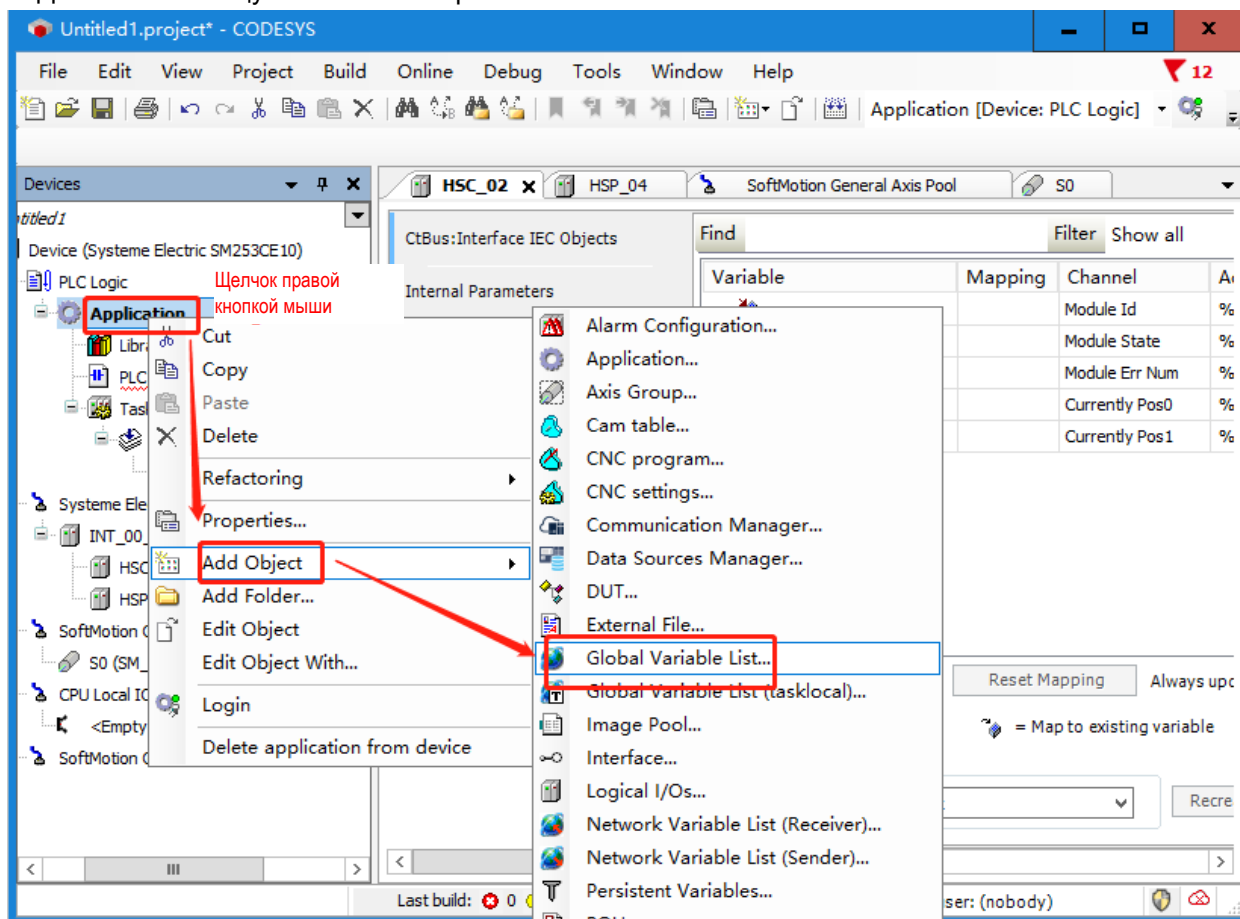 Untitled1.project* - CODESYS
File Edit View Project Build Online Debug Tools Window Help
12
Application [Device: PLC Logic]
Devices
HSC_02
HSP_04
SoftMotion General Axis Pool
S0
Device (Systeme Electric SM253CE10)
PLC Logic
Application
Щелчок правой
кнопкой мыши
PLC
Systeme Ele
INT_00_
HSP
SoftMotion
S0 (SM_
CPU Local IO
<Empty
SoftMotion
Cut
Copy
Paste
Delete
Refactoring
Properties...
Add Object
Add Folder...
Edit Object
Edit Object With...
Login
Delete application from device
CtBus:Interface IEC Objects
Internal Parameters
Find
Filter Show all
Variable Mapping Channel
Module Id %
Module State %
Module Err Num %
Currently Pos0 %
Currently Pos1 %
Alarm Configuration...
Application...
Axis Group...
Cam table...
CNC program...
CNC settings...
Communication Manager...
Data Sources Manager...
DUT...
External File...
Global Variable List...
Global Variable List (tasklocal)...
Image Pool...
Interface...
Logical I/Os...
Network Variable List (Receiver)...
Network Variable List (Sender)...
Persistent Variables...
Reset Mapping
Always
= Map to existing variable
Recre
Last build: 0
ser: (nobody)